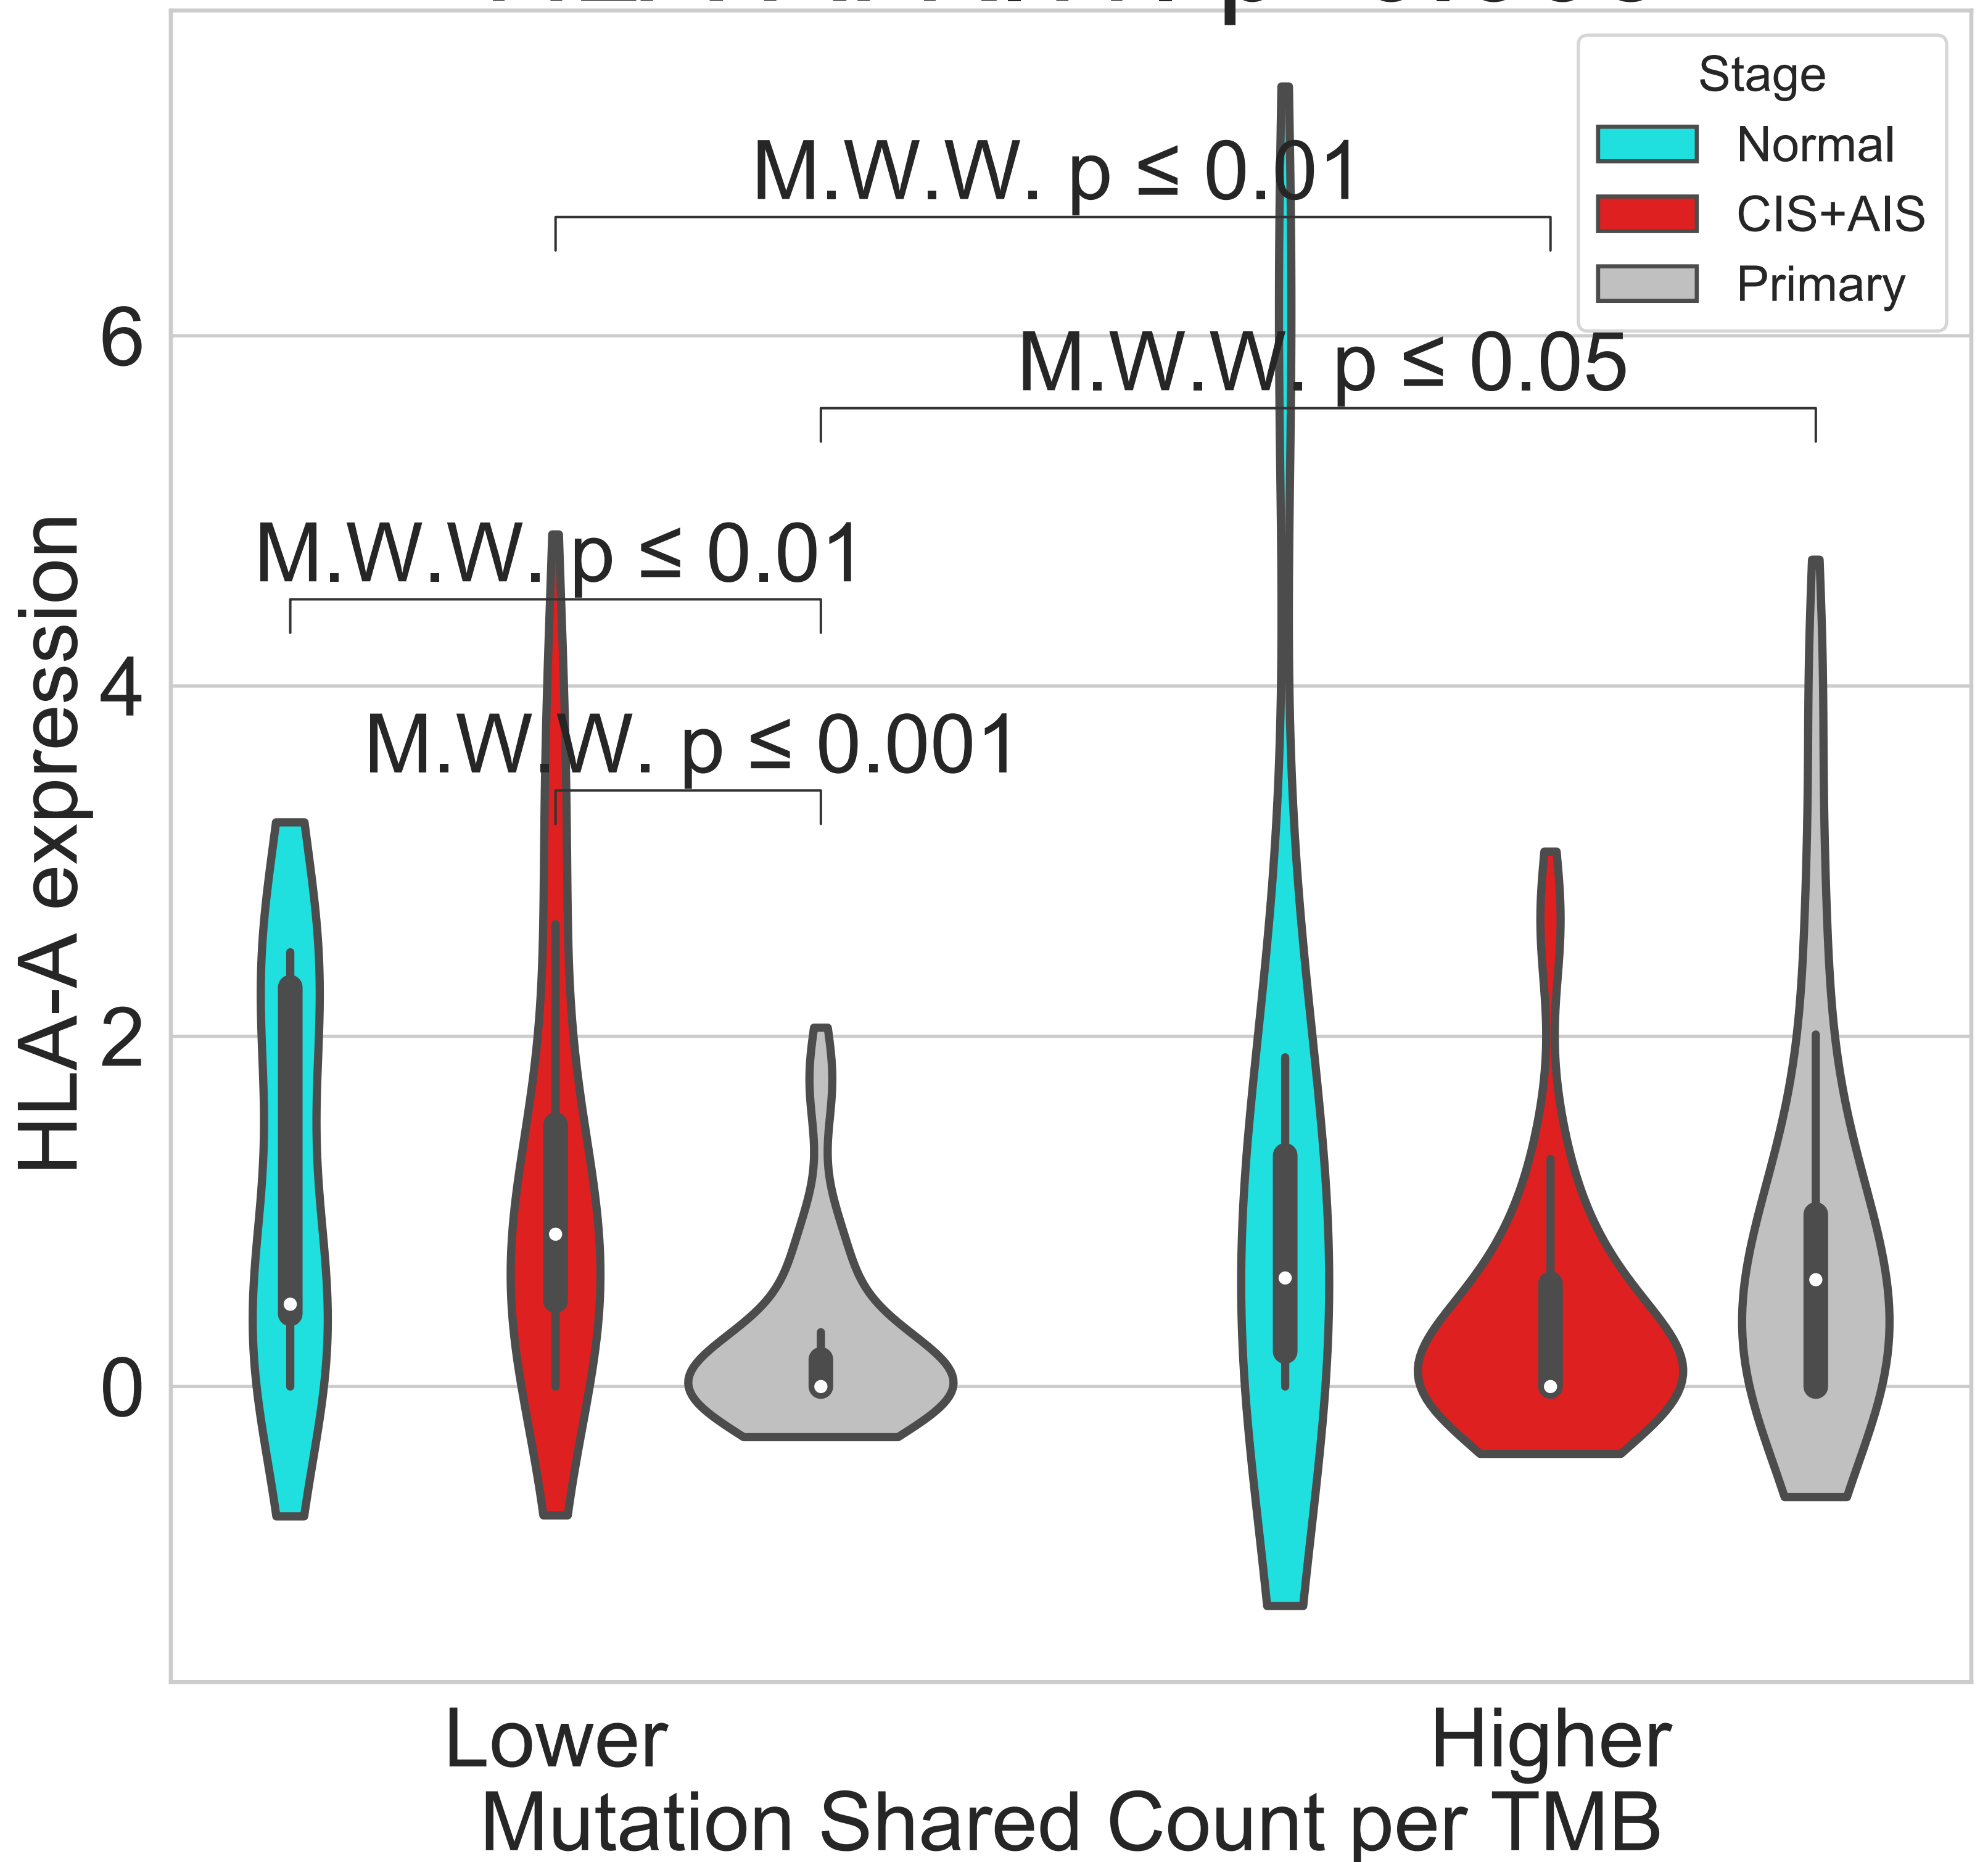 Stage
Normal
CIS+AIS
Primary
M.W.W. p ≤ 0.01
M.W.W. p ≤ 0.05
M.W.W. p ≤ 0.01
M.W.W. p ≤ 0.001
6
4
2
0
HLA-A expression
Lower
Higher
Mutation Shared Count per TMB